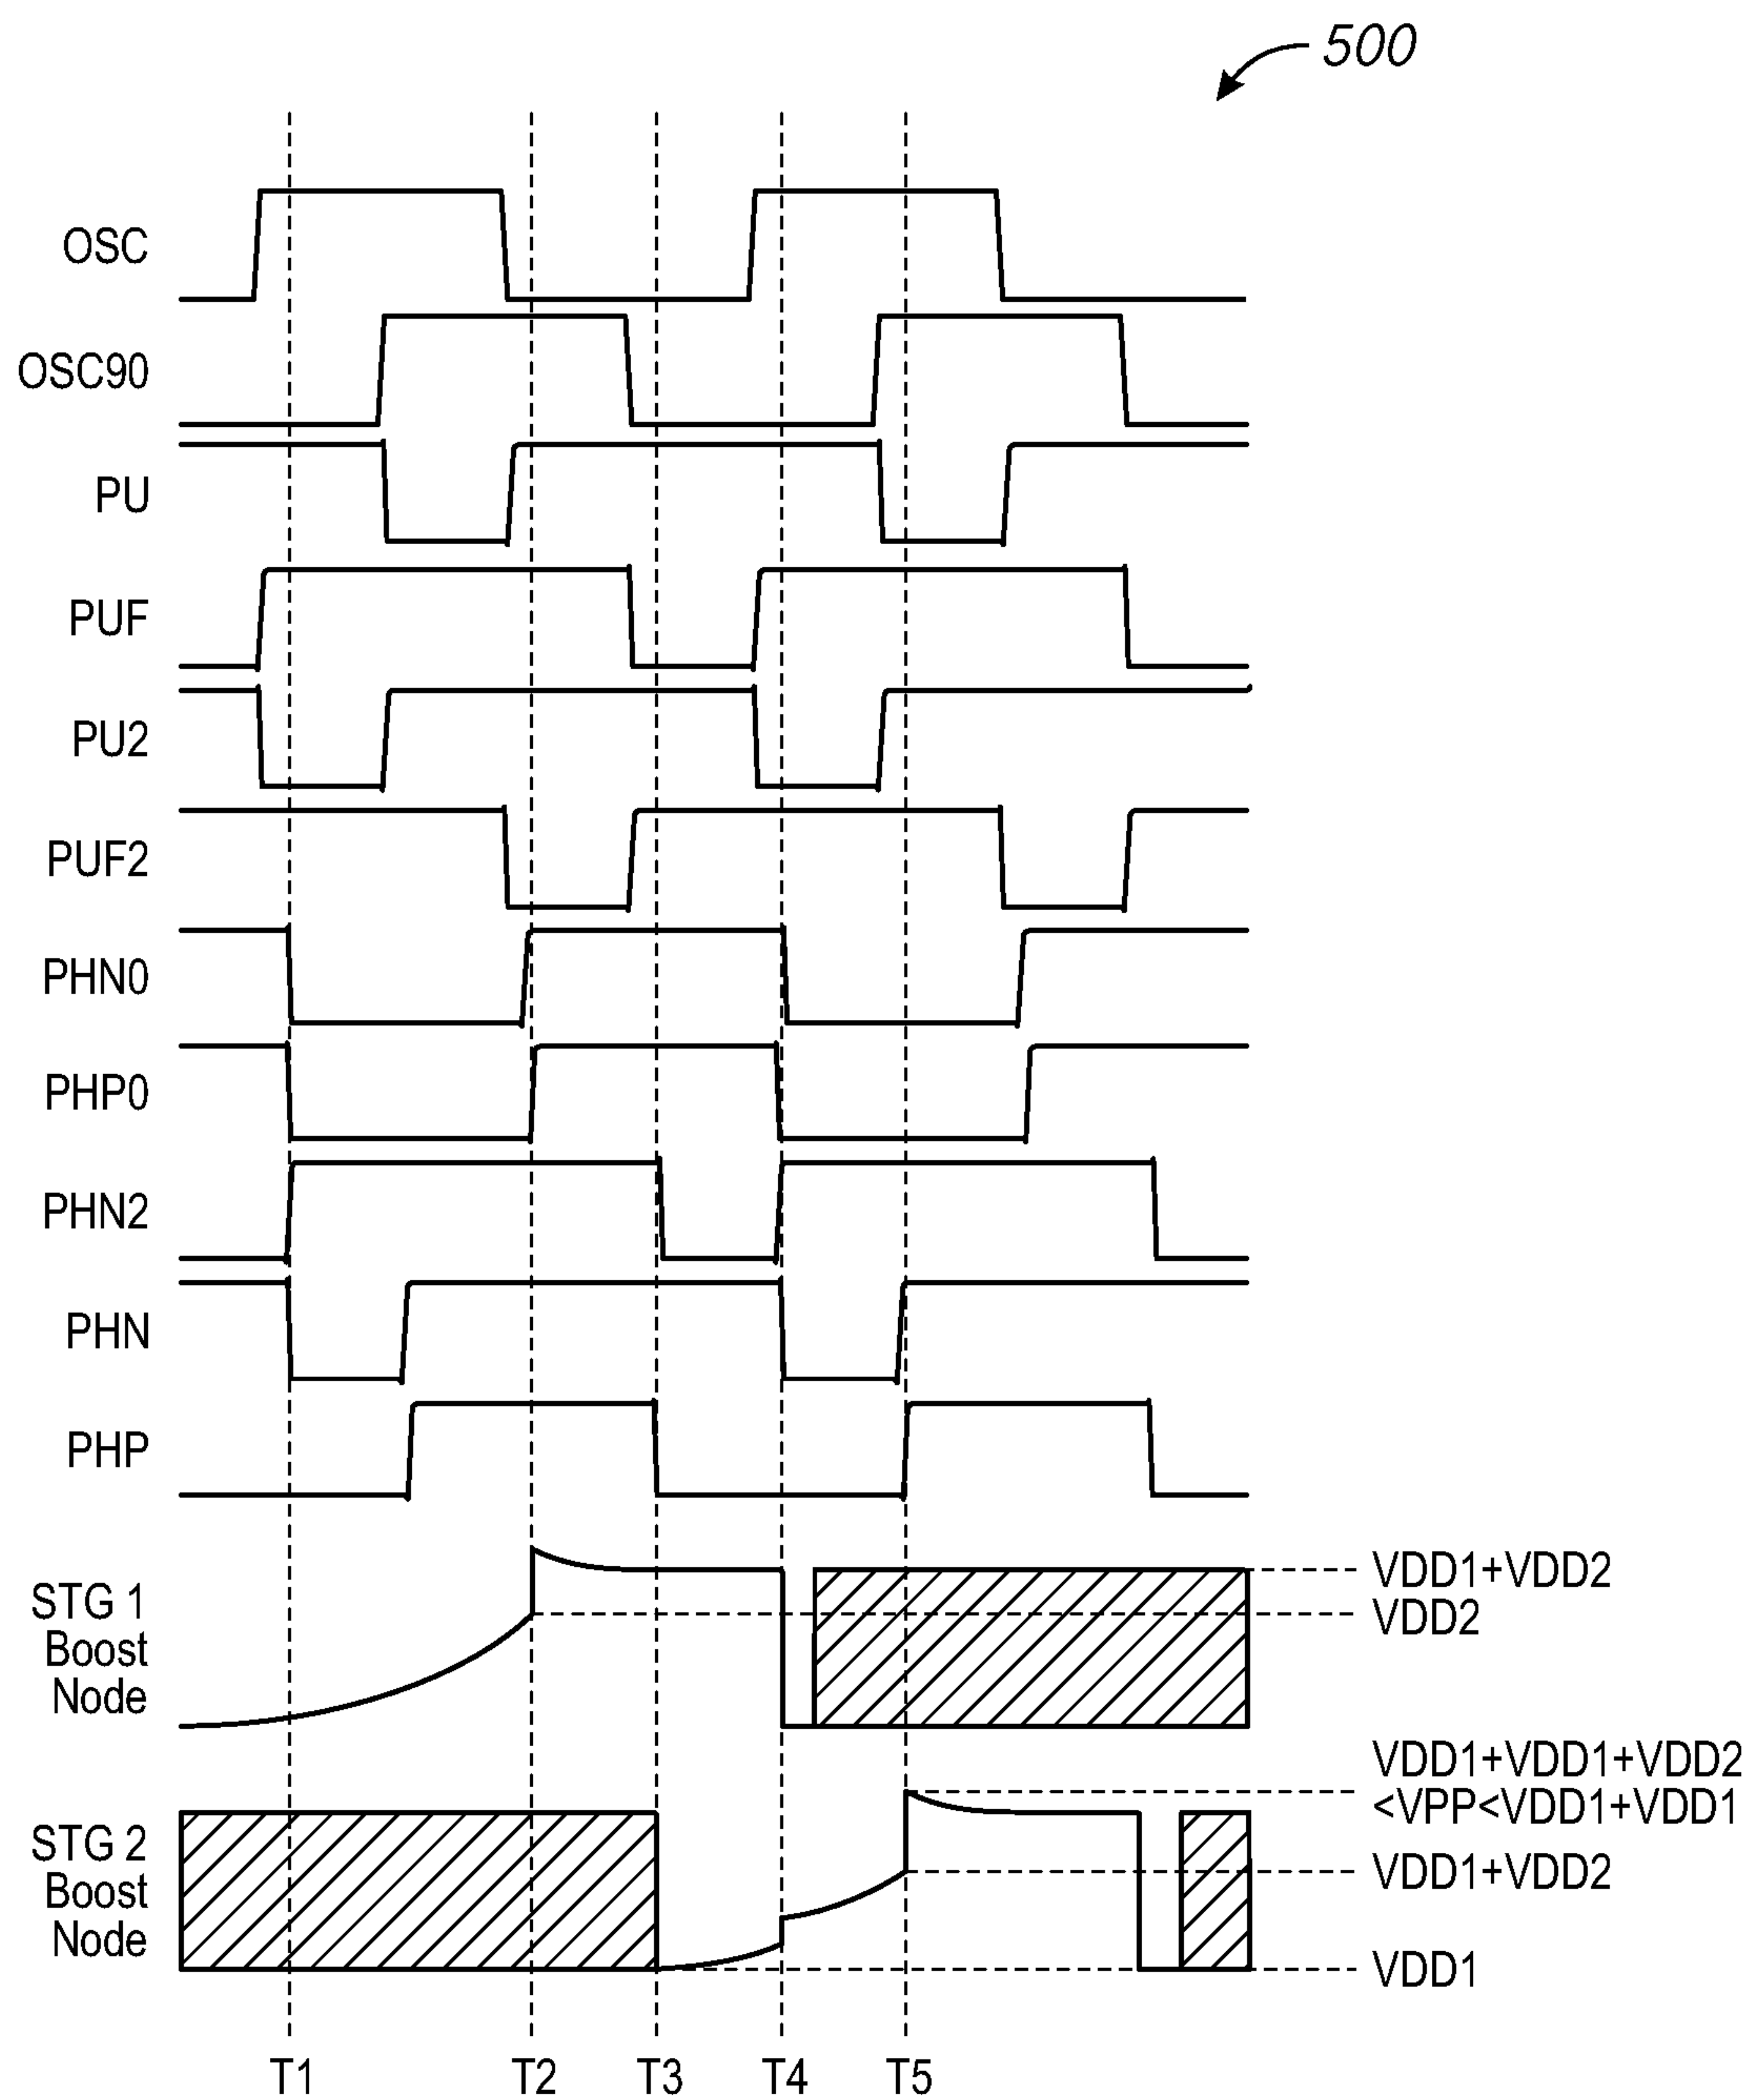 500
OSC
OSC90
PU
PUF
PU2
PUF2
PHN0
PHP0
PHN2
PHN
PHP
STG 1
Boost
Node
VDD1+VDD2
VDD2
STG 2
Boost
Node
VDD1+VDD1+VDD2
<VPP<VDD1+VDD1
VDD1+VDD2
VDD1
T1 T2 T3 T4 T5